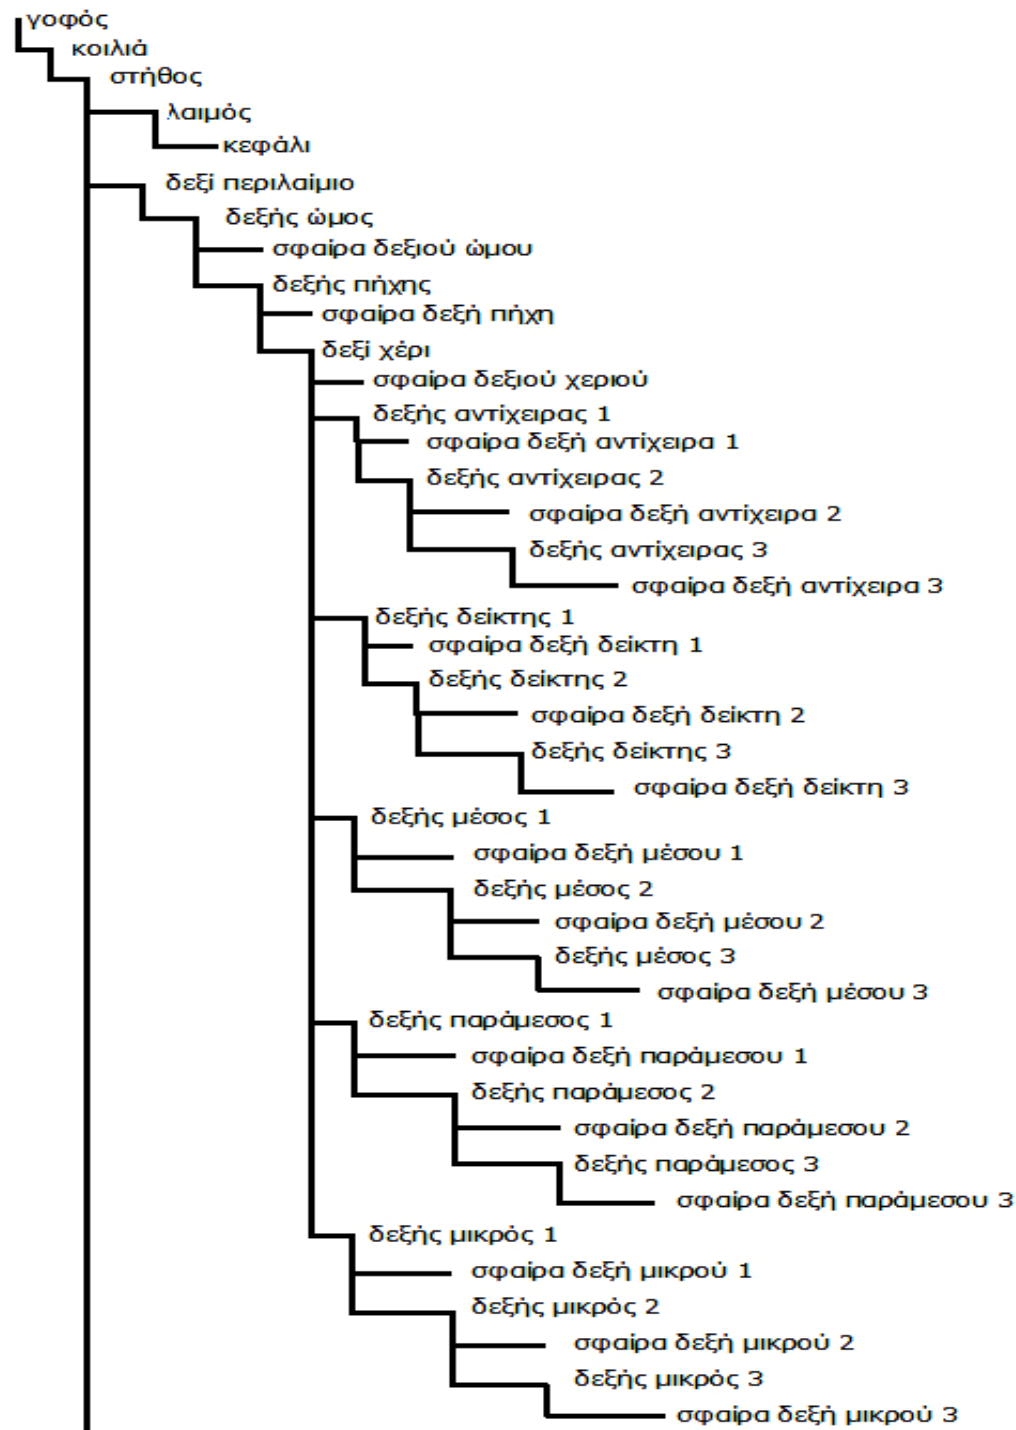 γοφός
κοιλιά
στήθος
λαιμός
κεφάλι
δεξί περιλαίμιο
δεξής ώμος
σφαίρα δεξιού ώμου
δεξής πήχης
σφαίρα δεξή πήχη
δεξί χέρι
σφαίρα δεξιού χεριού
δεξής αντίχειρας 1
σφαίρα δεξή αντίχειρα 1
δεξής αντίχειρας 2
σφαίρα δεξή αντίχειρα 2
δεξής αντίχειρας 3
σφαίρα δεξή αντίχειρα 3
δεξής δείκτης 1
σφαίρα δεξή δείκτη 1
δεξής δείκτης 2
σφαίρα δεξή δείκτη 2
δεξής δείκτης 3
σφαίρα δεξή δείκτη 3
δεξής μέσος 1
σφαίρα δεξή μέσου 1
δεξής μέσος 2
σφαίρα δεξή μέσου 2
δεξής μέσος 3
σφαίρα δεξή μέσου 3
δεξής παράμεσος 1
σφαίρα δεξή παράμεσου 1
δεξής παράμεσος 2
σφαίρα δεξή παράμεσου 2
δεξής παράμεσος 3
σφαίρα δεξή παράμεσου 3
δεξής μικρός 1
σφαίρα δεξή μικρού 1
δεξής μικρός 2
σφαίρα δεξή μικρού 2
δεξής μικρός 3
σφαίρα δεξή μικρού 3